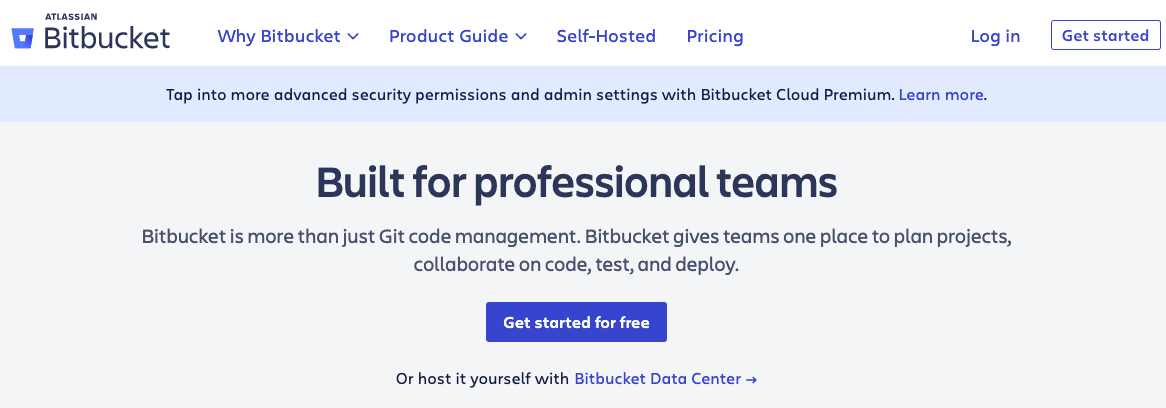 ATLASSIAN
Bitbucket
Why Bitbucket
Product Guide
Self-Hosted
Pricing
Log in
Get started
Tap into more advanced security permissions and admin settings with Bitbucket Cloud Premium. Learn more.
Built for professional teams
Bitbucket is more than just Git code management. Bitbucket gives teams one place to plan projects,
collaborate on code, test, and deploy.
Get started for free
Or host it yourself with Bitbucket Data Center →